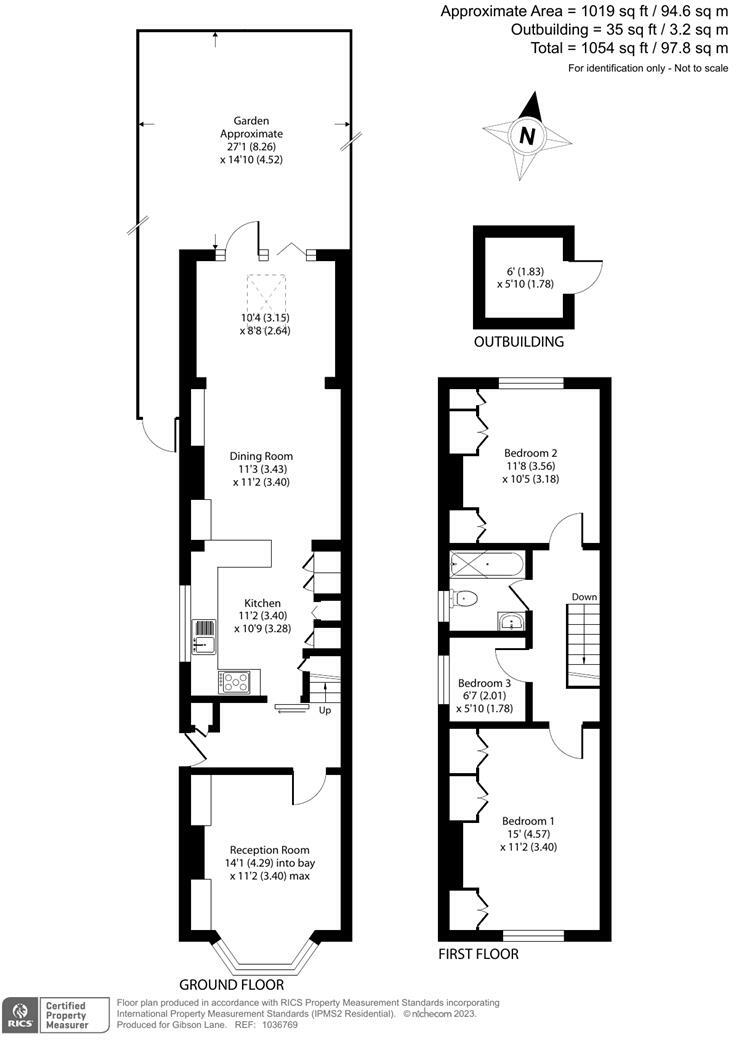 Approximate Area = 1019 sq ft / 94.6 sq m
Outbuilding = 35 sq ft / 3.2 sq m
Total = 1054 sq ft / 97.8 sq m
For identification only - Not to scale
N
Garden
Approximate
27'1 (8.26)
x 14'10 (4.52)
6' (1.83)
x 5'10 (1.78)
OUTBUILDING
10'4 (3.15)
x 8'8 (2.64)
Dining Room
11'3 (3.43)
x 11'2 (3.40)
Kitchen
11'2 (3.40)
x 10'9 (3.28)
Up
Reception Room
14'1 (4.29) into bay
x 11'2 (3.40) max
GROUND FLOOR
Bedroom 2
11'8 (3.56)
x 10'5 (3.18)
Down
Bedroom 3
6'7 (2.01)
x 5'10 (1.78)
Bedroom 1
15' (4.57)
x 11'2 (3.40)
FIRST FLOOR
RICS
Certified
Property
Measurer
Floor plan produced in accordance with RICS Property Measurement Standards incorporating
International Property Measurement Standards (IPMS2 Residential). © nichecom 2023.
Produced for Gibson Lane. REF: 1036769